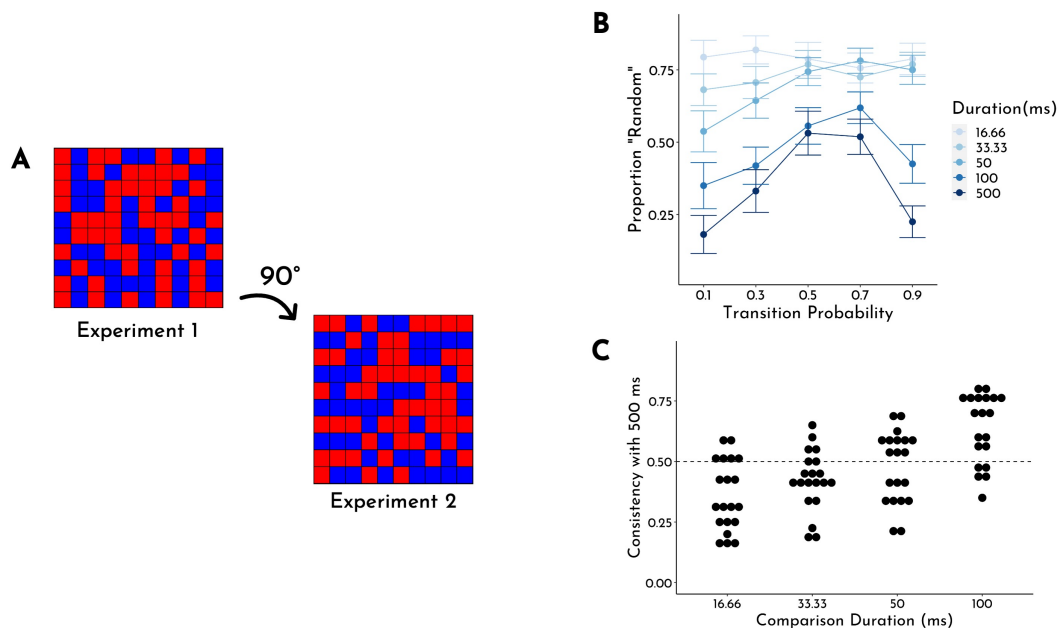 A
Experiment 1
90°
Experiment 2
B
Proportion "Random"
0.75
0.50
0.25
0.1
0.3
0.5
0.7
0.9
Transition Probability
Duration(ms)
16.66
33.33
50
100
500
C
Consistency with 500 ms
0.75
0.50
0.25
0.00
16.66
33.33
50
100
Comparison Duration (ms)